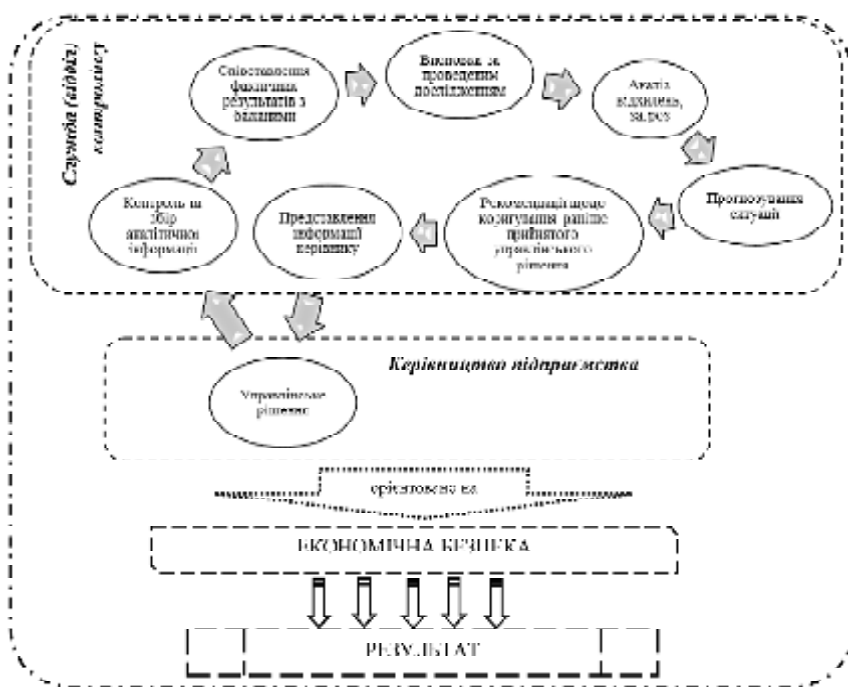 Служба (відділ)
контролінгу
Співставлення
фактичних
результатів з
базовими
Висновок за
проведеним
дослідженням
Аналіз
відхилень,
загроз
Прогнозування
ситуації
Рекомендації щодо
коригування раніше
прийнятого
управлінського
рішення
Представлення
інформації
керівнику
Контроль та
збір
аналітичної
інформації
Керівництво підприємства
Управлінське
рішення
орієнтовано на
ЕКОНОМІЧНА БЕЗПЕКА
РЕЗУЛЬТАТ